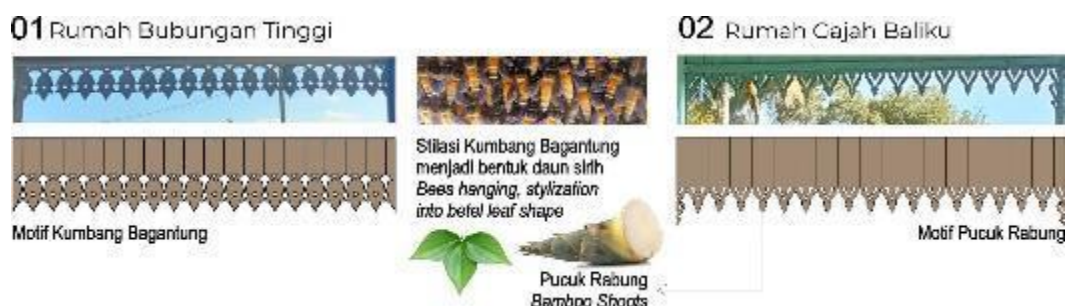 01 Rumah Bubungan Tinggi
Motif Kumbang Bagantung
Stilasi Kumbang Bagantung
menjadi bentuk daun sirih
Bees hanging, stylization
into betel leaf shape
Pucuk Rabung
Bamboo Shoots
02 Rumah Gajah Baliku
Motif Pucuk Rabung